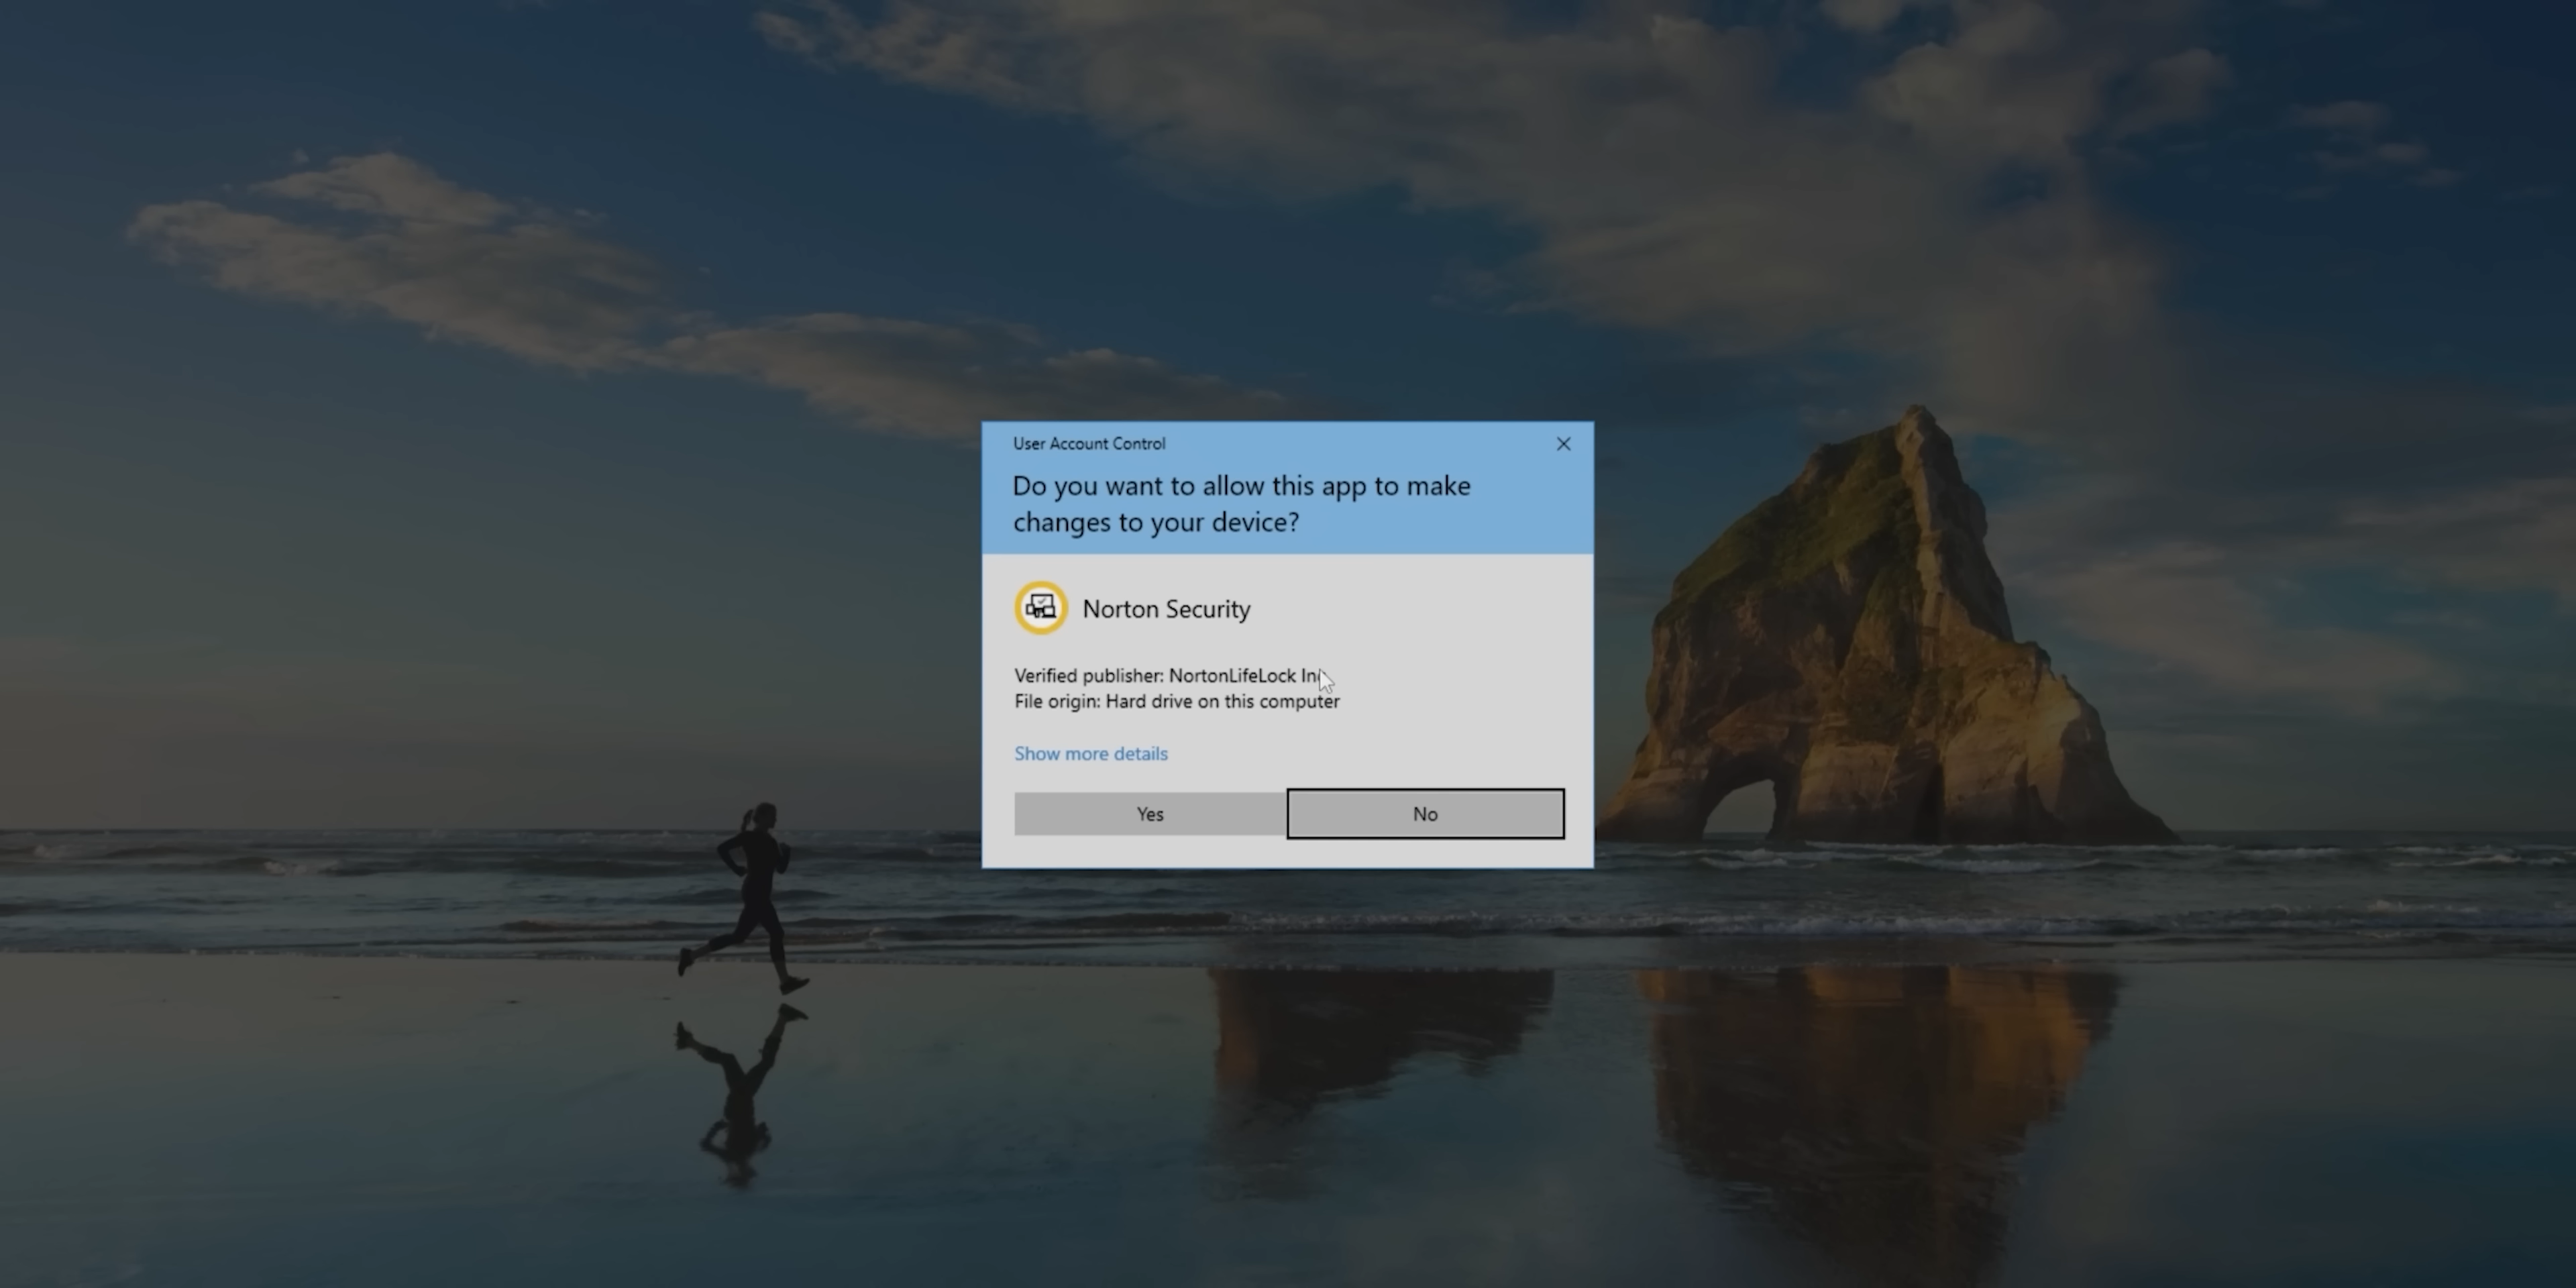 User Account Control
Do you want to allow this app to make
changes to your device?
Norton Security
Verified publisher: NortonLifeLock
File origin: Hard drive on this computer
Show more details
Yes
No